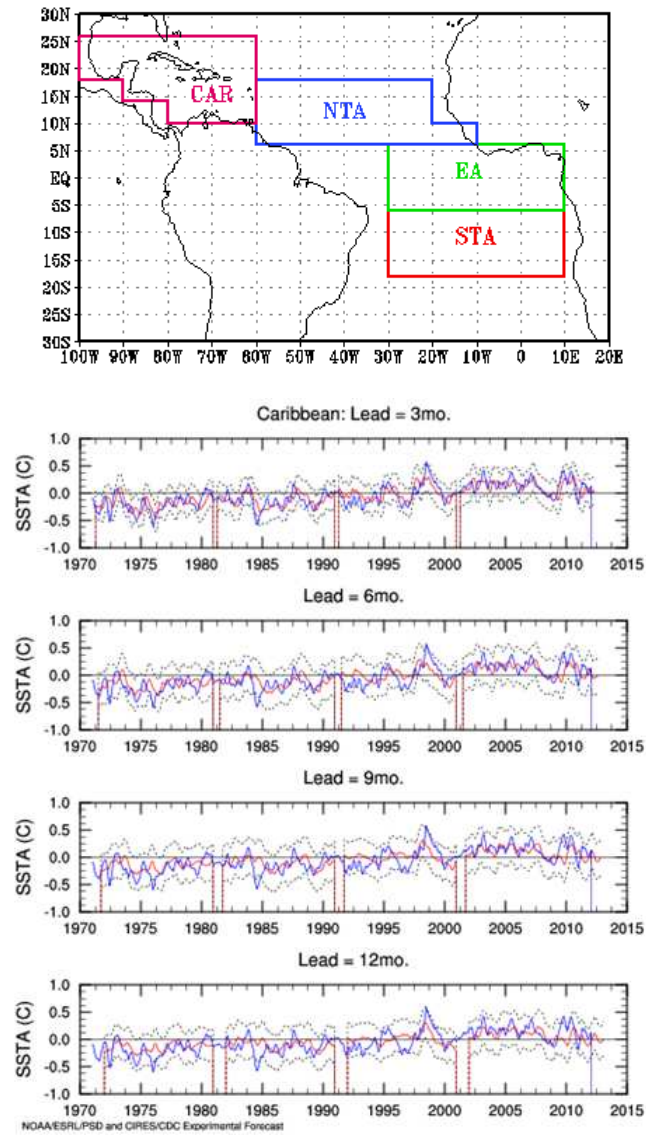 30N
25N
20N
15N
10N
5N
EQ
5S
10S
15S
20S
25S
30S
CAR
NTA
EA
STA
100W 90W 80W 70W 60W 50W 40W 30W 20W 10W 0 10E 20E
Caribbean: Lead = 3mo.
SSTA (C)
1.0
0.5
0.0
-0.5
-1.0
1970 1975 1980 1985 1990 1995 2000 2005 2010 2015
Lead = 6mo.
SSTA (C)
1.0
0.5
0.0
-0.5
-1.0
1970 1975 1980 1985 1990 1995 2000 2005 2010 2015
Lead = 9mo.
SSTA (C)
1.0
0.5
0.0
-0.5
-1.0
1970 1975 1980 1985 1990 1995 2000 2005 2010 2015
Lead = 12mo.
SSTA (C)
1.0
0.5
0.0
-0.5
-1.0
1970 1975 1980 1985 1990 1995 2000 2005 2010 2015
NOAA/ESRL/PSD and CIRES/CDC Experimental Forecast